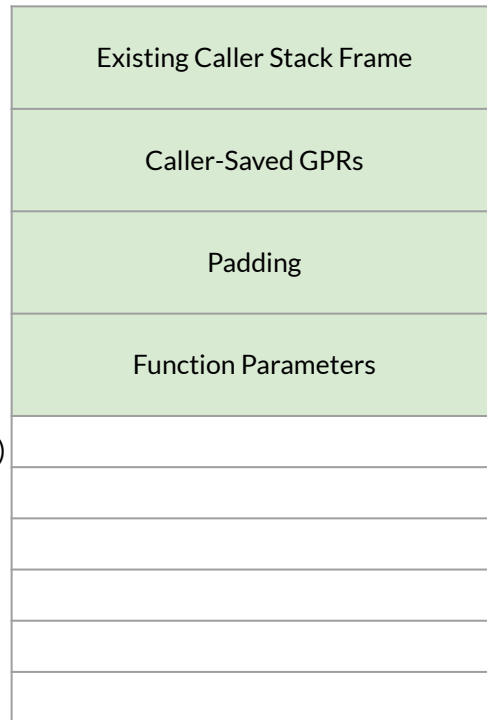 Existing Caller Stack Frame
Caller-Saved GPRs
Padding
Function Parameters
)